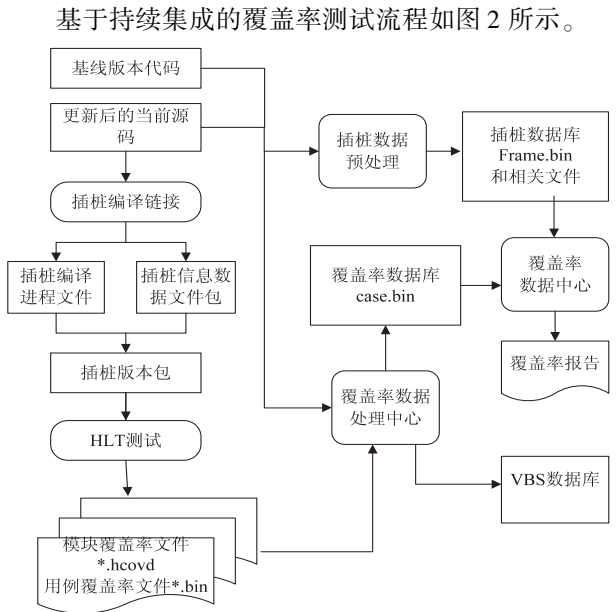 基于持续集成的覆盖率测试流程如图 2 所示。
基线版本代码
更新后的当前源
码
插桩编译链接
插桩编译
进程文件
插桩信息数
据文件包
插桩版本包
HLT测试
模块覆盖率文件
*.hcovd
用例覆盖率文件*.bin
插桩数据
预处理
插桩数据库
Frame.bin
和相关文件
覆盖率数据库
case.bin
覆盖率
数据中心
覆盖率报告
覆盖率数据
处理中心
VBS数据库